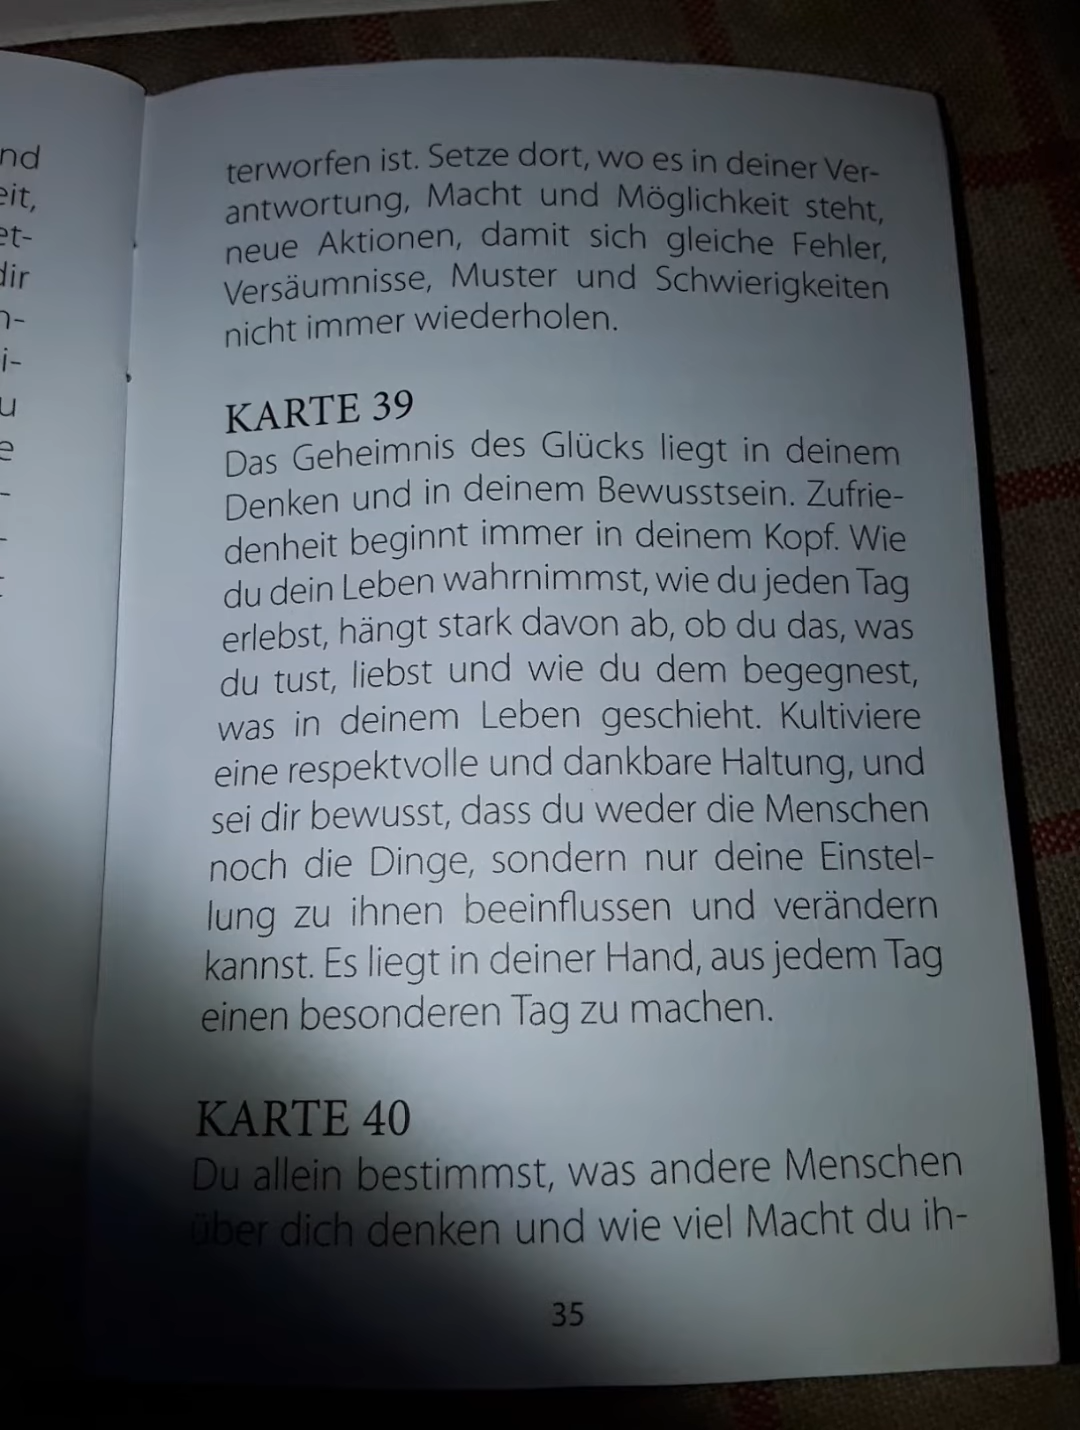 nd
eit,
et-
dir
n-
i-
u
e
-
-
terworfen ist. Setze dort, wo es in deiner Ver-
antwortung, Macht und Möglichkeit steht,
neue Aktionen, damit sich gleiche Fehler,
Versäumnisse, Muster und Schwierigkeiten
nicht immer wiederholen.
KARTE 39
Das Geheimnis des Glücks liegt in deinem
Denken und in deinem Bewusstsein. Zufrie-
denheit beginnt immer in deinem Kopf. Wie
du dein Leben wahrnimmst, wie du jeden Tag
erlebst, hängt stark davon ab, ob du das, was
du tust, liebst und wie du dem begegnest,
was in deinem Leben geschieht. Kultiviere
eine respektvolle und dankbare Haltung, und
sei dir bewusst, dass du weder die Menschen
noch die Dinge, sondern nur deine Einstel-
lung zu ihnen beeinflussen und verändern
kannst. Es liegt in deiner Hand, aus jedem Tag
einen besonderen Tag zu machen.
KARTE 40
Du allein bestimmst, was andere Menschen
über dich denken und wie viel Macht du ih-
35